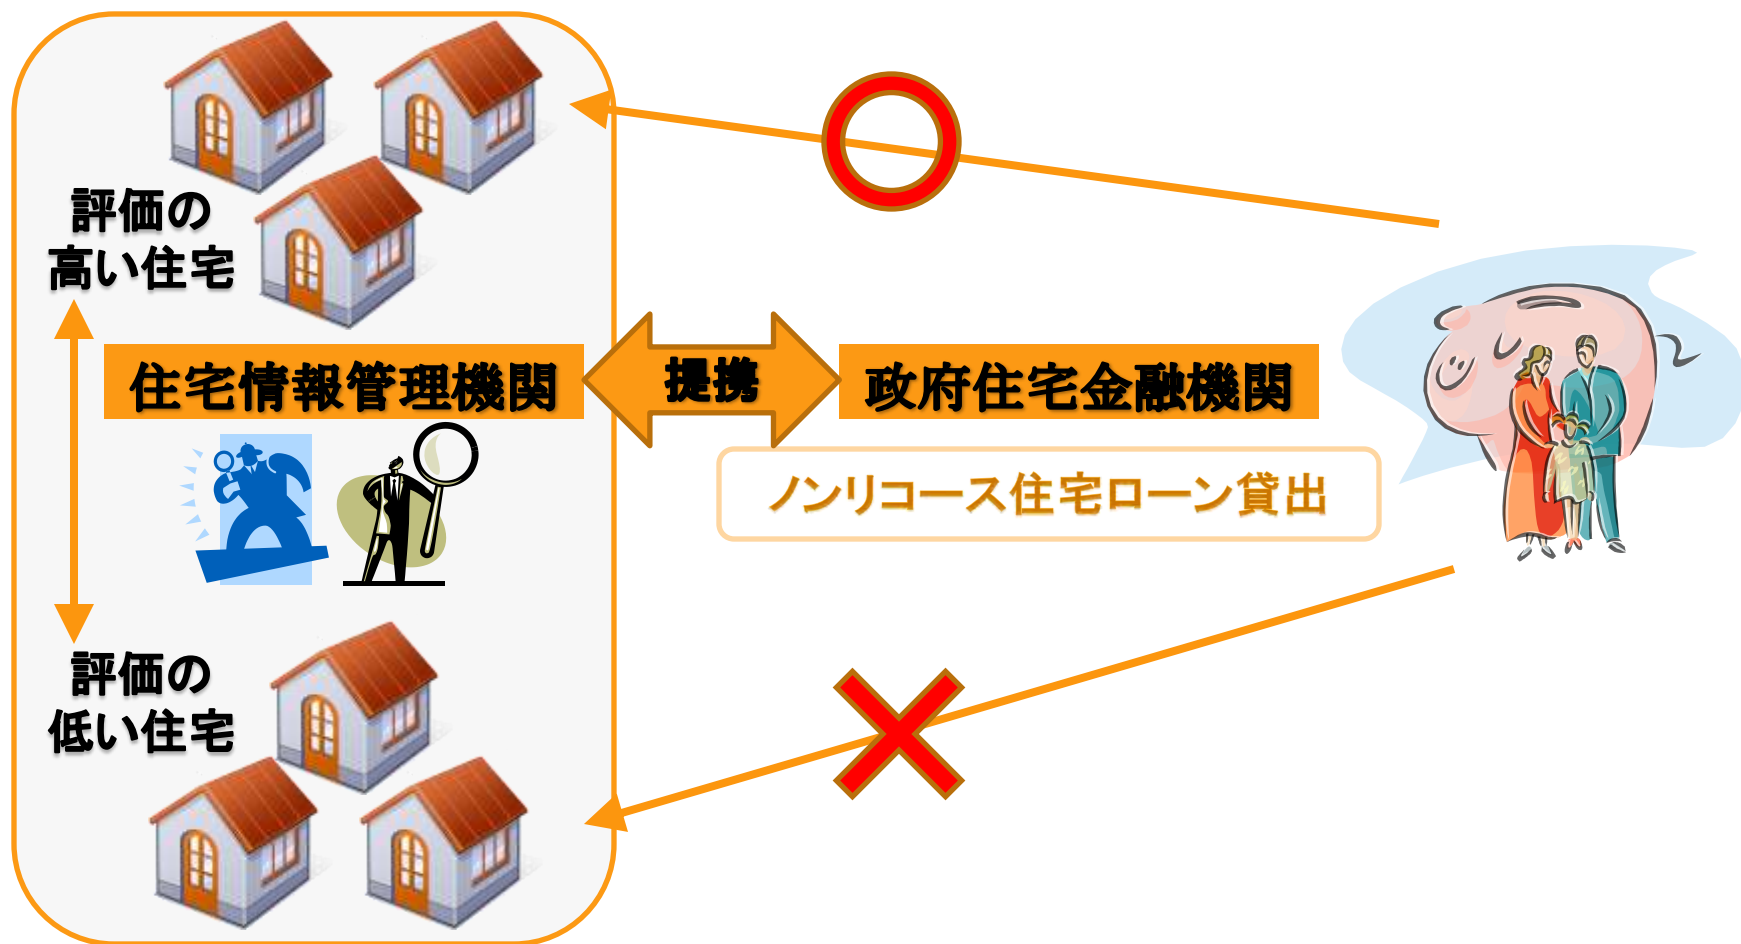 評価の
高い住宅
住宅情報管理機関
提携
政府住宅金融機関
ノンリコース住宅ローン貸出
評価の
低い住宅